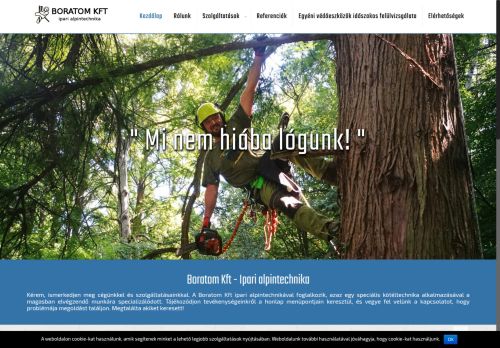 BORATOM KFT
ipari alpintechnika
Kezdőlap Rólunk Szolgáltatások Referenciák Egyéni védőeszközök időszakos felülvizsgálata Elérhetőségek
" Mi nem hiába lógunk! "
Boratom Kft - Ipari alpintechnika
Kérem, ismerkedjen meg cégünkkel és szolgáltatásainkkal. A Boratom Kft ipari alpintechnikával foglalkozik, azaz egy speciális kötéltechnika alkalmazásával a
magasban elvégzendő munkára specializálódott. Tájékozódjon tevékenységeinkről a honlap menüpontjain keresztül, és vegye fel velünk a kapcsolatot, hogy
problémája megoldást találjon. Megtalálta akiket keresett!
A weboldalon cookie-kat használunk, amik segítenek minket a lehető legjobb szolgáltatások nyújtásában. Weboldalunk további használatával jóváhagyja, hogy cookie-kat használjunk.
OK